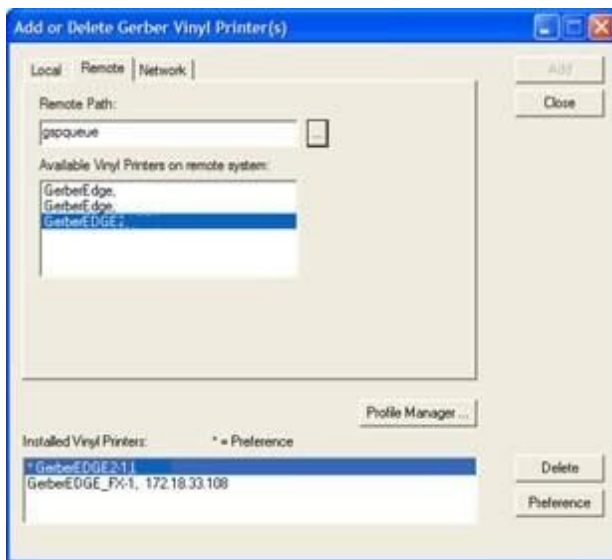 Add or Delete Gerber Vinyl Printer(s)
Local Remote Network
Add
Close
Remote Path:
gspqueue
...
Available Vinyl Printers on remote system:
GerberEdge,
GerberEdge,
GerberEDGE2,
Profile Manager ...
Installed Vinyl Printers: * = Preference
* GerberEDGE2-1,
GerberEDGE_FX-1, 172.18.33.108
Delete
Preference